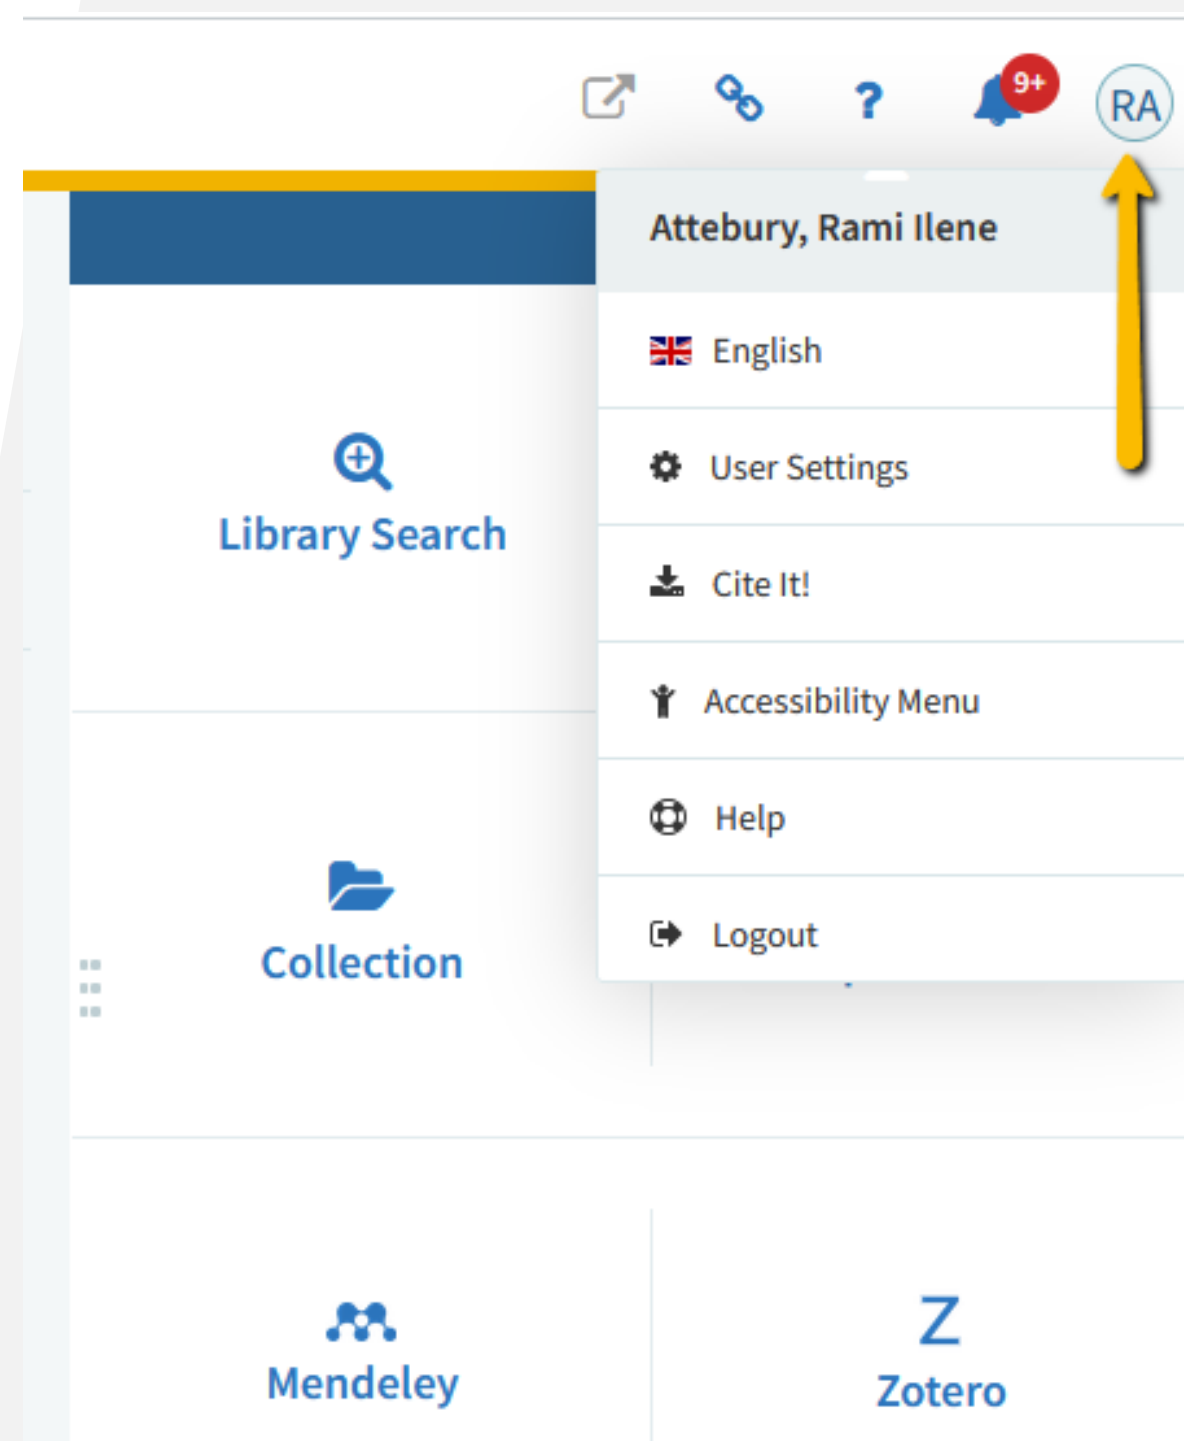 ? 9+ RA
Attebury, Rami Ilene
English
User Settings
Library Search
Cite It!
Accessibility Menu
Help
Collection
Logout
Z
Mendeley
Zotero